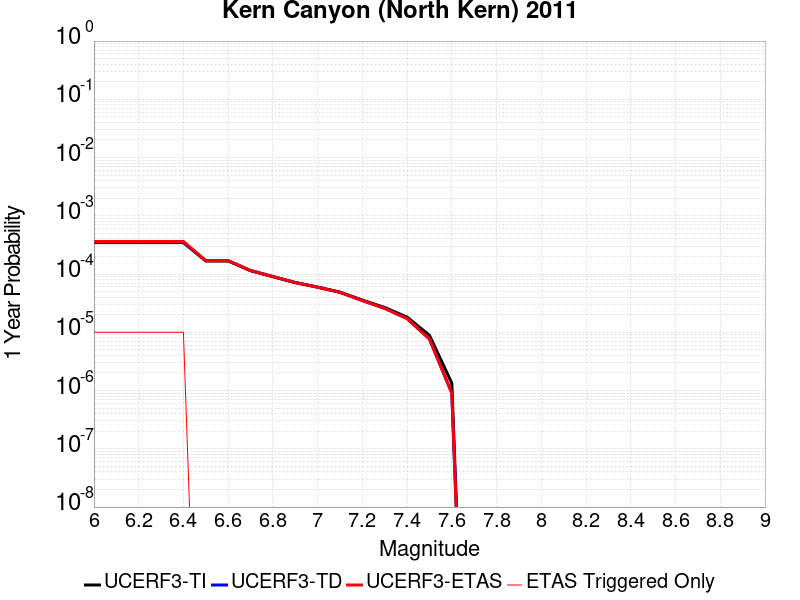 Kern Canyon (North Kern) 2011
10^0
10^-1
10^-2
10^-3
10^-4
10^-5
10^-6
10^-7
10^-8
1 Year Probability
6 6.2 6.4 6.6 6.8 7 7.2 7.4 7.6 7.8 8 8.2 8.4 8.6 8.8 9
Magnitude
UCERF3-TI UCERF3-TD UCERF3-ETAS ETAS Triggered Only